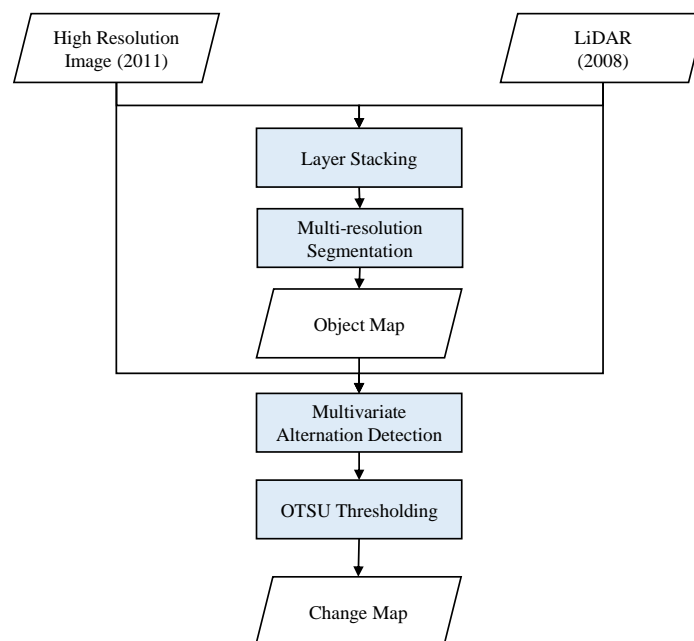 High Resolution
Image (2011)
LiDAR
(2008)
Layer Stacking
Multi-resolution
Segmentation
Object Map
Multivariate
Alternation Detection
OTSU Thresholding
Change Map